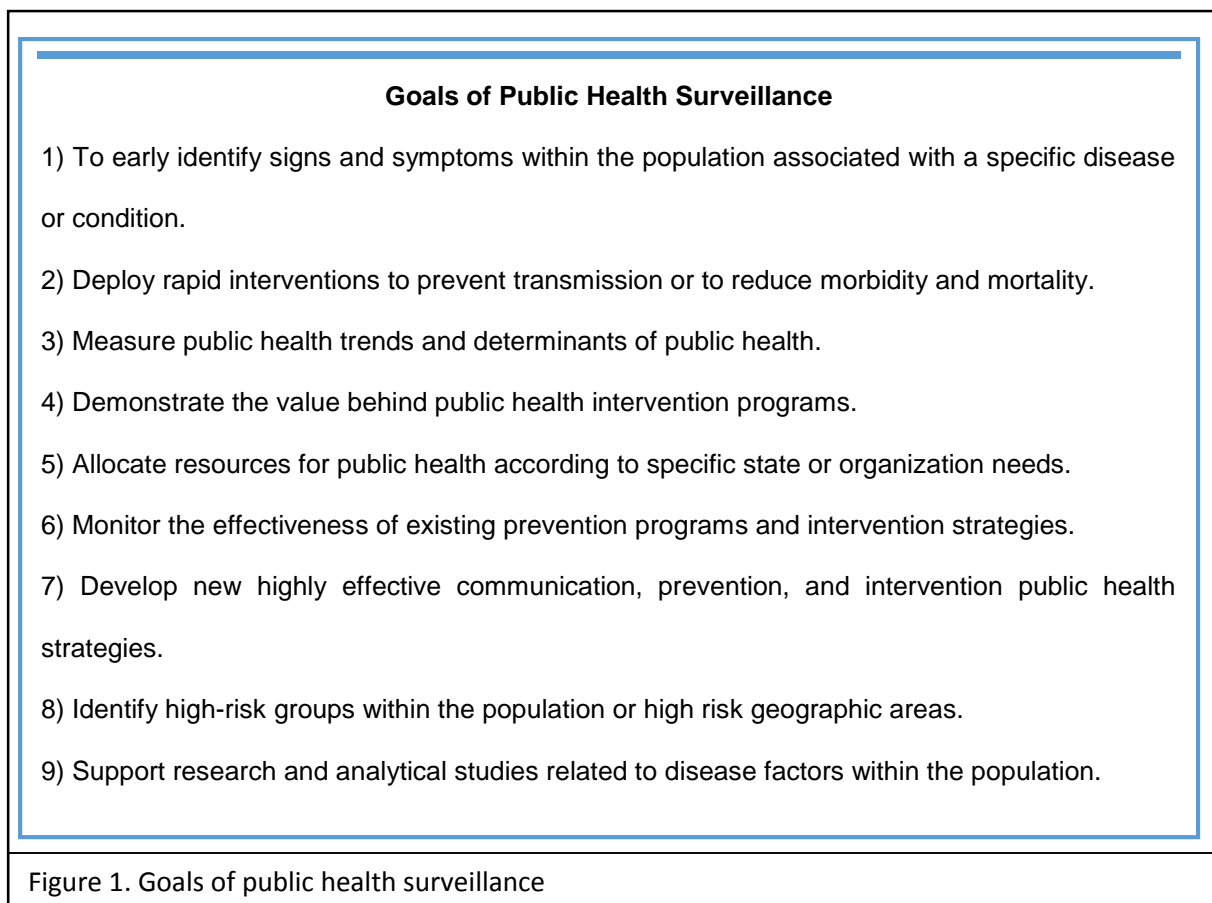 Goals of Public Health Surveillance
1) To early identify signs and symptoms within the population associated with a specific disease
or condition.
2) Deploy rapid interventions to prevent transmission or to reduce morbidity and mortality.
3) Measure public health trends and determinants of public health.
4) Demonstrate the value behind public health intervention programs.
5) Allocate resources for public health according to specific state or organization needs.
6) Monitor the effectiveness of existing prevention programs and intervention strategies.
7) Develop new highly effective communication, prevention, and intervention public health
strategies.
8) Identify high-risk groups within the population or high risk geographic areas.
9) Support research and analytical studies related to disease factors within the population.
Figure 1. Goals of public health surveillance